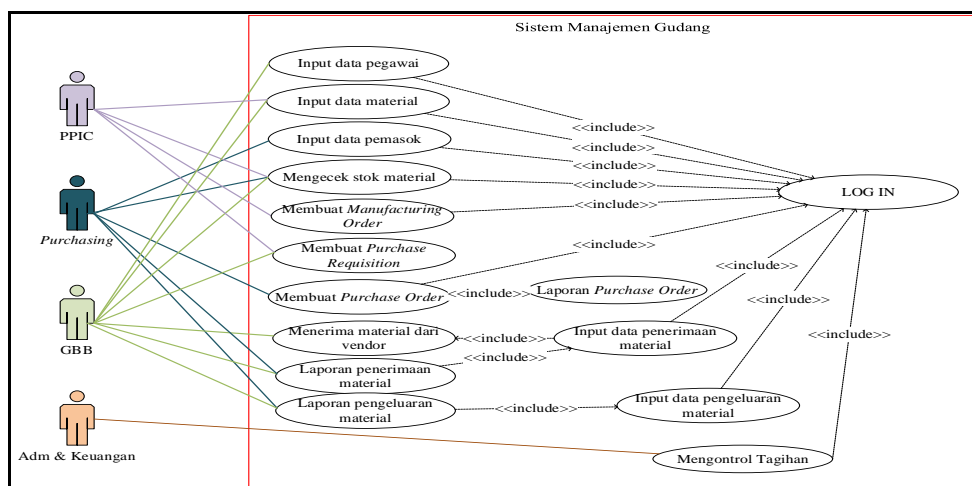 Sistem Manajemen Gudang
PPIC
Purchasing
GBB
Adm & Keuangan
Input data pegawai
Input data material
Input data pemasok
Mengecek stok material
Membuat Manufacturing
Order
Membuat Purchase
Requisition
Membuat Purchase Order
Menerima material dari
vendor
Laporan penerimaan
material
Laporan pengeluaran
material
<<include>>
<<include>>
<<include>>
<<include>>
<<include>>
<<include>>
<<include>>
<<include>>
<<include>>
<<include>>
<<include>>
<<include>>
<<include>>
LOG IN
Laporan Purchase Order
Input data penerimaan
material
Input data pengeluaran
material
Mengontrol Tagihan